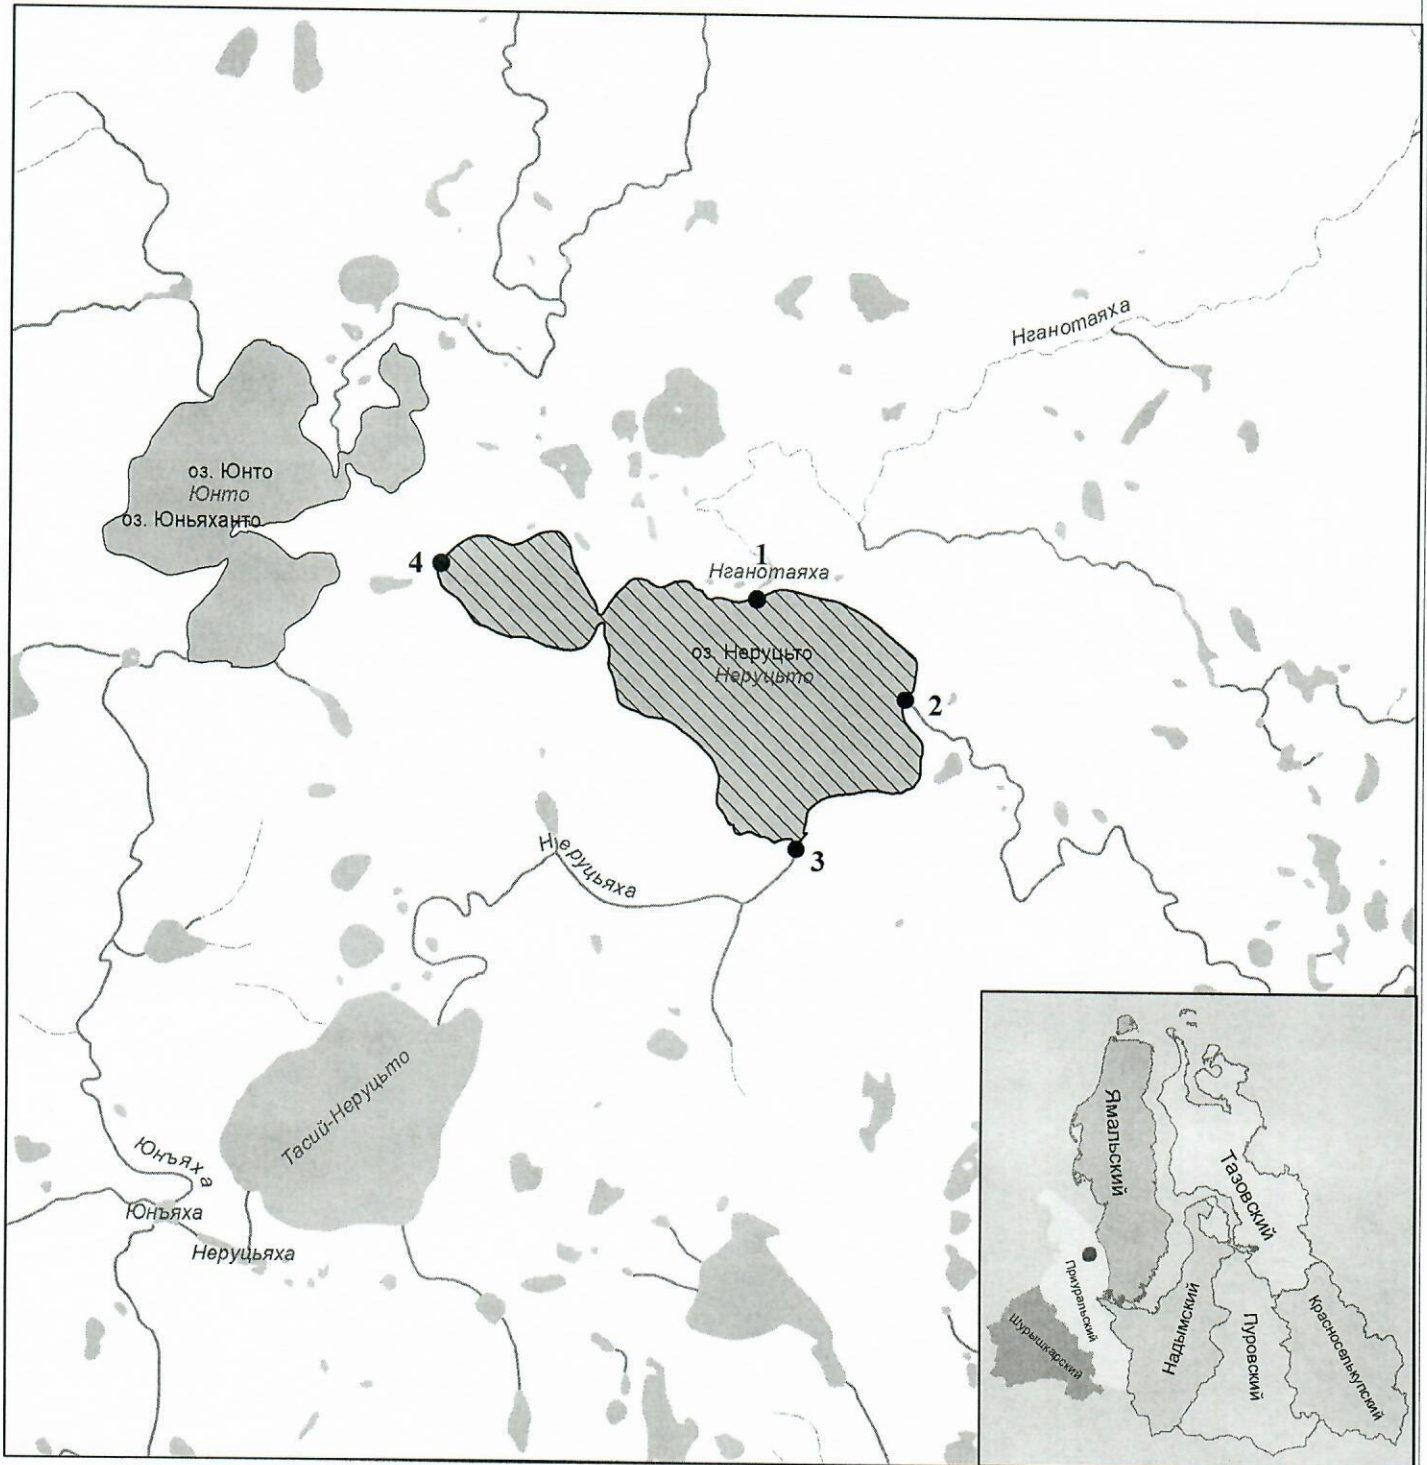 Нганотаяха
оз. Юнто
Юнто
оз. Юньяханто
4
1
Нганотаяха
оз. Неруцьто
Неруцьто
2
3
Неруцьяха
Тасий-Неруцьто
Юнъяха
Юнъяха
Неруцьяха
Ямальский
Тазовский
Приуральский
Шурышкарский
Надымский
Пуровский
Красноселькупский